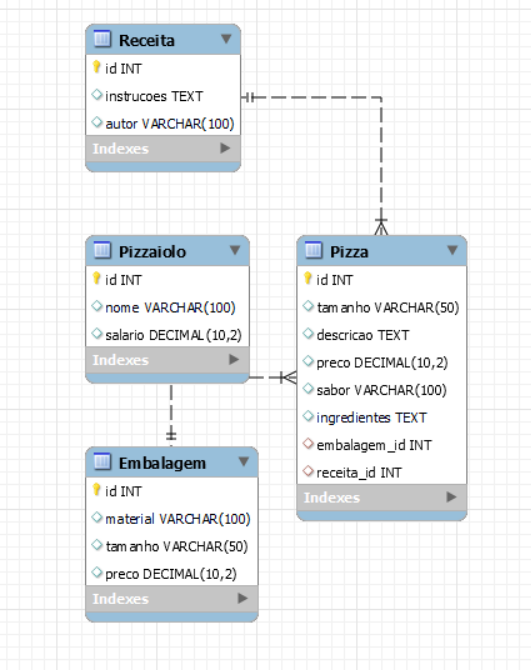 Receita
id INT
instrucoes TEXT
autor VARCHAR(100)
Indexes
Pizzaiolo
id INT
nome VARCHAR(100)
salario DECIMAL(10,2)
Indexes
Pizza
id INT
tamanho VARCHAR(50)
descricao TEXT
preco DECIMAL(10,2)
sabor VARCHAR(100)
ingredientes TEXT
embalagem_id INT
receita_id INT
Indexes
Embalagem
id INT
material VARCHAR(100)
tamanho VARCHAR(50)
preco DECIMAL(10,2)
Indexes